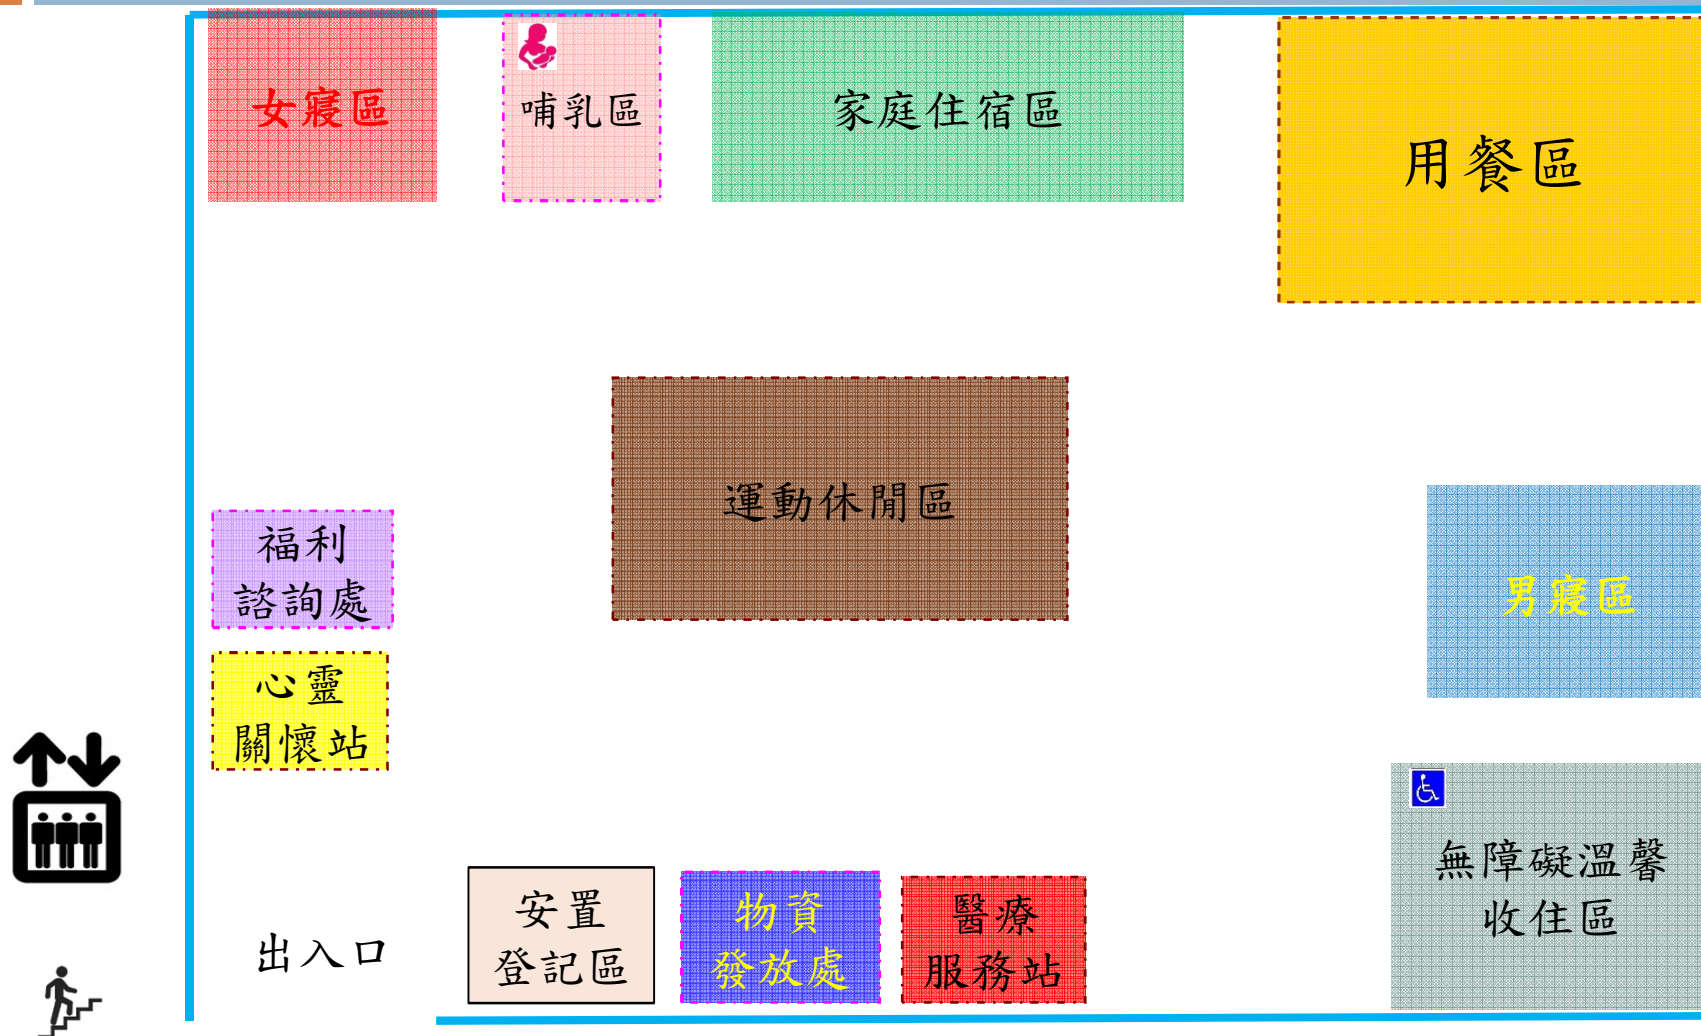 女寢區
哺乳區
家庭住宿區
用餐區
運動休閒區
福利
諮詢處
男寢區
心靈
關懷站
無障礙溫馨
收住區
出入口
安置
登記區
物資
發放處
醫療
服務站